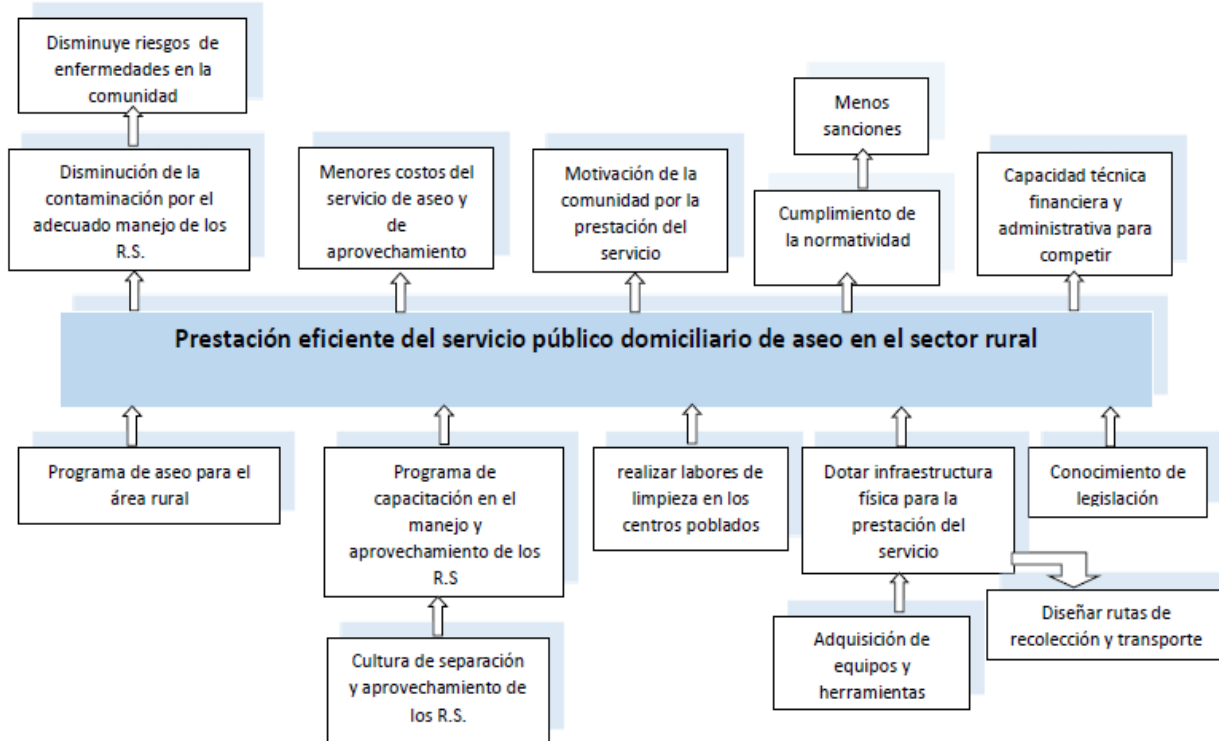 Disminuye riesgos de
enfermedades en la
comunidad
Menos
sanciones
Disminución de la
contaminación por el
adecuado manejo de los
R.S.
Menores costos del
servicio de aseo y
de
aprovechamiento
Motivación de la
comunidad por la
prestación del
servicio
Cumplimiento de
la normatividad
Capacidad técnica
financiera y
administrativa para
competir
Prestación eficiente del servicio público domiciliario de aseo en el sector rural
Programa de aseo para el
área rural
Programa de
capacitación en el
manejo y
aprovechamiento de los
R.S
realizar labores de
limpieza en los
centros poblados
Dotar infraestructura
física para la
prestación del
servicio
Conocimiento de
legislación
Cultura de separación
y aprovechamiento de
los R.S.
Adquisición de
equipos y
herramientas
Diseñar rutas de
recolección y transporte